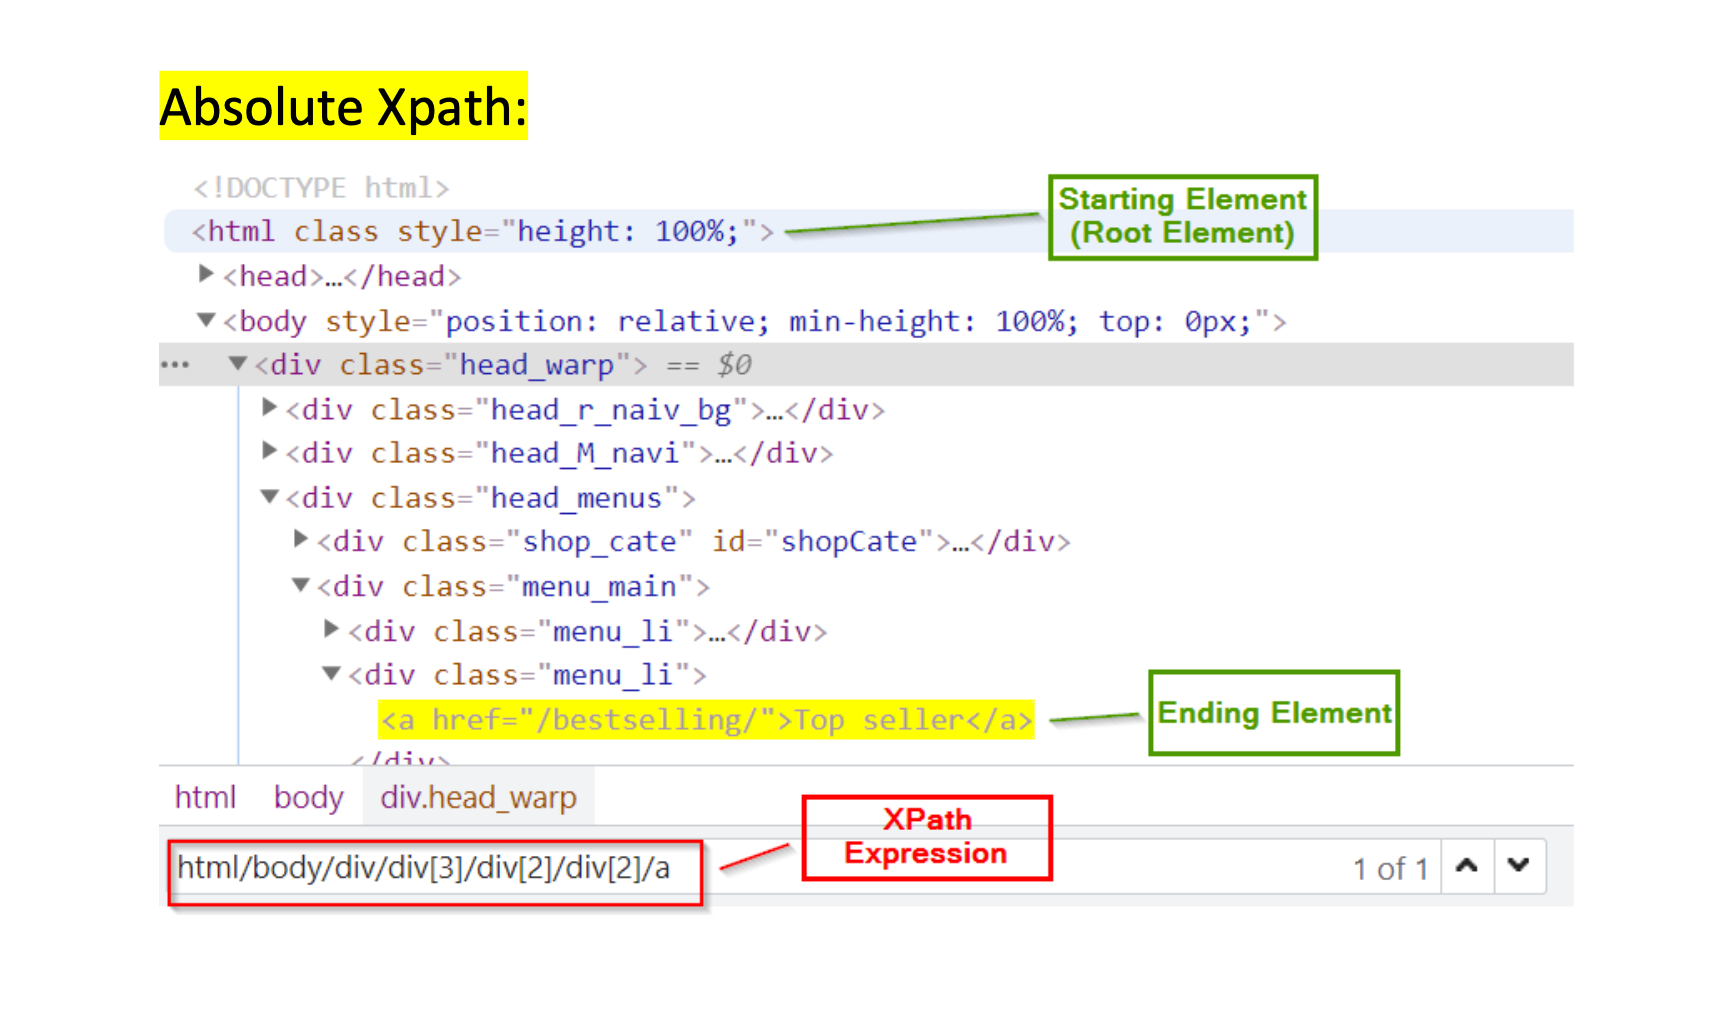 Absolute Xpath:
<!DOCTYPE html>
<html class style="height: 100%;">
Starting Element
(Root Element)
<head>…</head>
<body style="position: relative; min-height: 100%; top: 0px;">
… <div class="head_warp"> == $0
<div class="head_r_naiv_bg">…</div>
<div class="head_M_navi">…</div>
<div class="head_menus">
<div class="shop_cate" id="shopCate">…</div>
<div class="menu_main">
<div class="menu_li">…</div>
<div class="menu_li">
<a href="/bestselling/">Top seller</a>
Ending Element
</div>
html body div.head_warp
XPath
Expression
html/body/div/div[3]/div[2]/div[2]/a
1 of 1